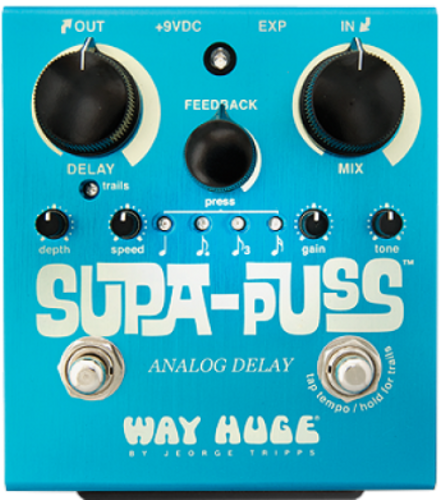 OUT +9VDC EXP IN
FEEDBACK
DELAY MIX
trails
press
depth speed 3 gain tone
SUPA-PUSS™
ANALOG DELAY
tap tempo / hold for trails
WAY HUGE®
BY JEORGE TRIPPS